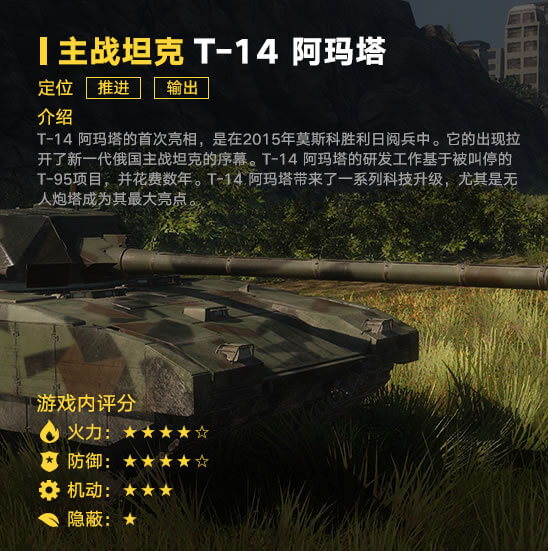 主战坦克 T-14 阿玛塔
定位 推进 输出
介绍
T-14 阿玛塔的首次亮相，是在2015年莫斯科胜利日阅兵中。它的出现拉
开了新一代俄国主战坦克的序幕。T-14 阿玛塔的研发工作基于被叫停的
T-95项目，并花费数年。T-14 阿玛塔带来了一系列科技升级，尤其是无
人炮塔成为其最大亮点。
游戏内评分
火力：★★★★☆
防御：★★★★☆
机动：★★★
隐蔽：★